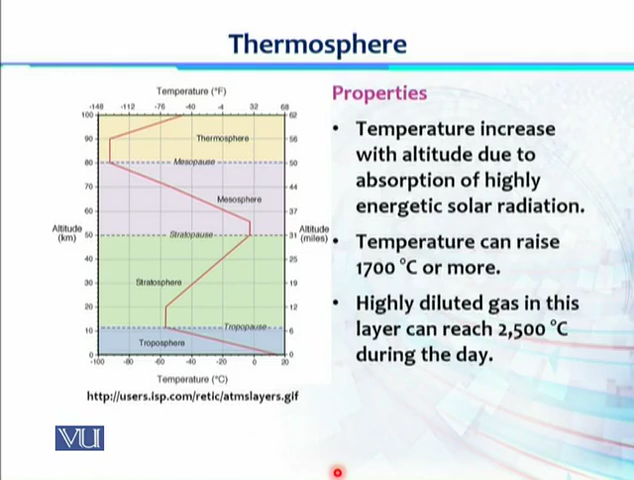 Thermosphere
Temperature (°F)
-148 -112 -76 -40 -4 32 68
100 62
90 Thermosphere 56
80 Mesopause 50
70 44
Mesosphere
60 37
Altitude (km) 50 Stratopause 31 Altitude (miles)
40 25
30 Stratosphere 19
20 12
10 Tropopause 6
Troposphere
0 0
-100 -80 -60 -40 -20 0 20
Temperature (°C)
http://users.isp.com/retic/atmslayers.gif
Properties
• Temperature increase
with altitude due to
absorption of highly
energetic solar radiation.
• Temperature can raise
1700 °C or more.
• Highly diluted gas in this
layer can reach 2,500 °C
during the day.
VU